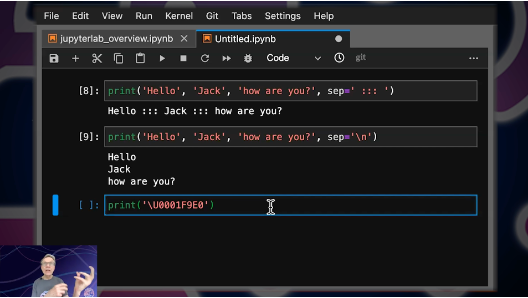 File Edit View Run Kernel Git Tabs Settings Help
jupyterlab_overview.ipynb Untitled.ipynb
Code git
[8]: print('Hello', 'Jack', 'how are you?', sep=' ::: ')
Hello ::: Jack ::: how are you?
[9]: print('Hello', 'Jack', 'how are you?', sep='\n')
Hello
Jack
how are you?
[ ]: print('\U0001F9E0')